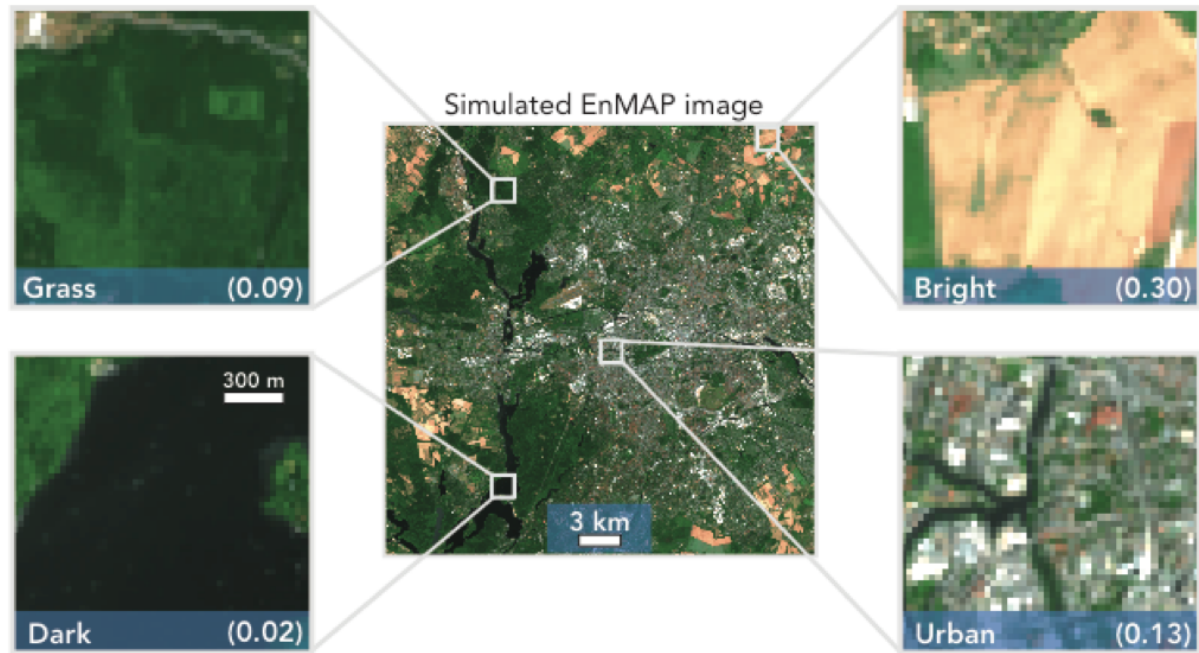 Simulated EnMAP image
Grass (0.09)
Bright (0.30)
300 m
3 km
Dark (0.02)
Urban (0.13)